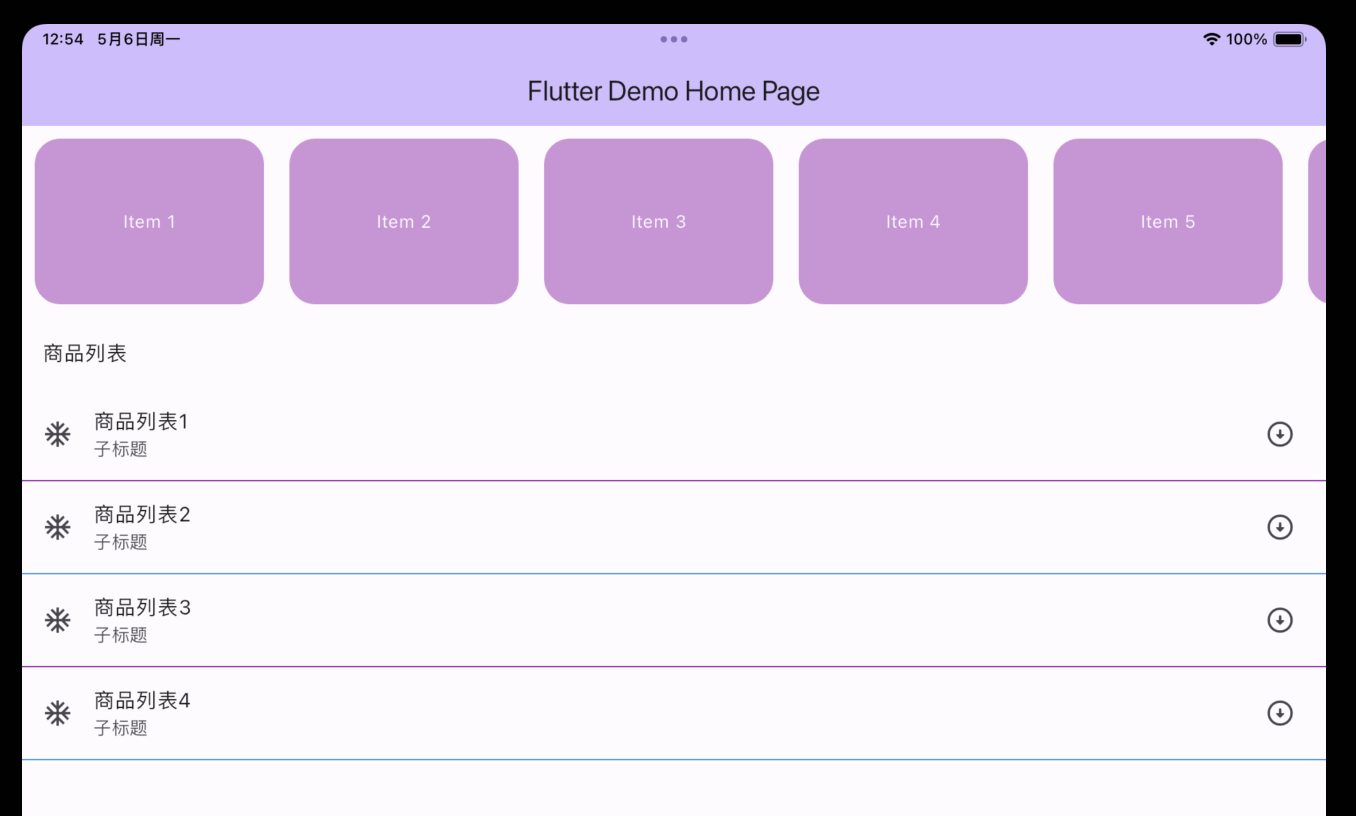 12:54 5月6日周一
100%
Flutter Demo Home Page
Item 1
Item 2
Item 3
Item 4
Item 5
商品列表
商品列表1
子标题
商品列表2
子标题
商品列表3
子标题
商品列表4
子标题